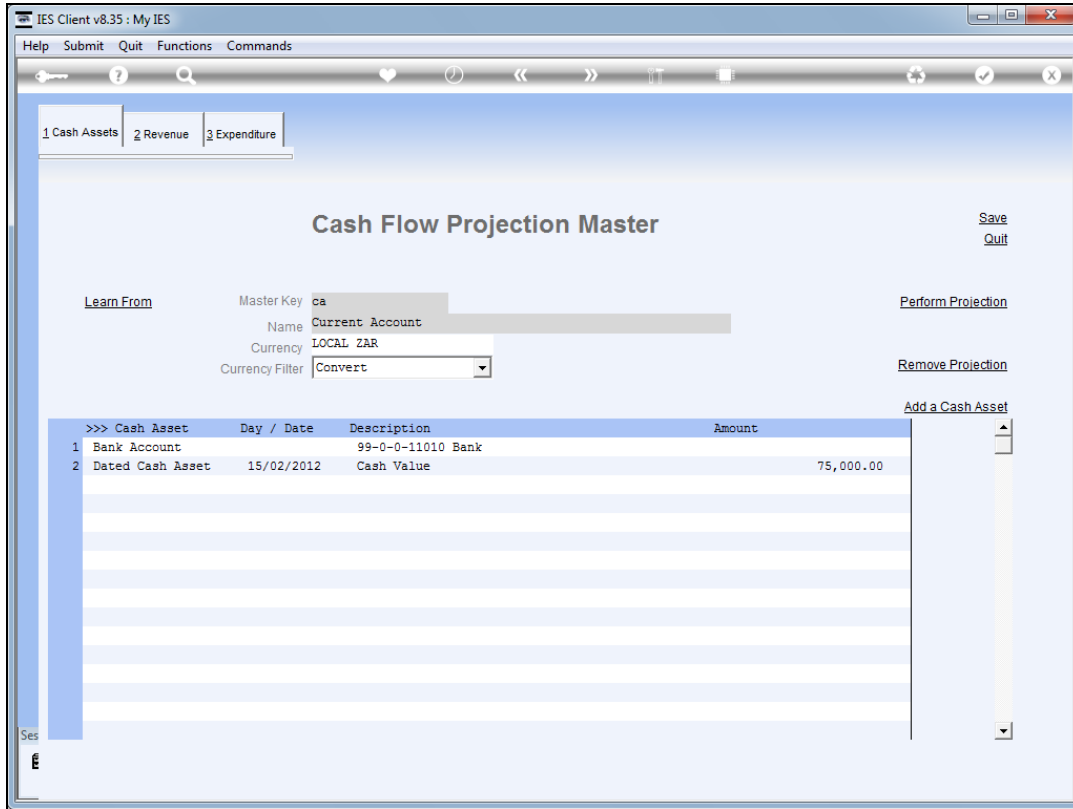 IES Client v8.35 : My IES
Help Submit Quit Functions Commands
1 Cash Assets 2 Revenue 3 Expenditure
Cash Flow Projection Master
Save
Quit
Learn From Master Key ca Perform Projection
Name Current Account
Currency LOCAL ZAR
Currency Filter Convert Remove Projection
Add a Cash Asset
>>> Cash Asset Day / Date Description Amount
1 Bank Account 99-0-0-11010 Bank
2 Dated Cash Asset 15/02/2012 Cash Value 75,000.00
Ses